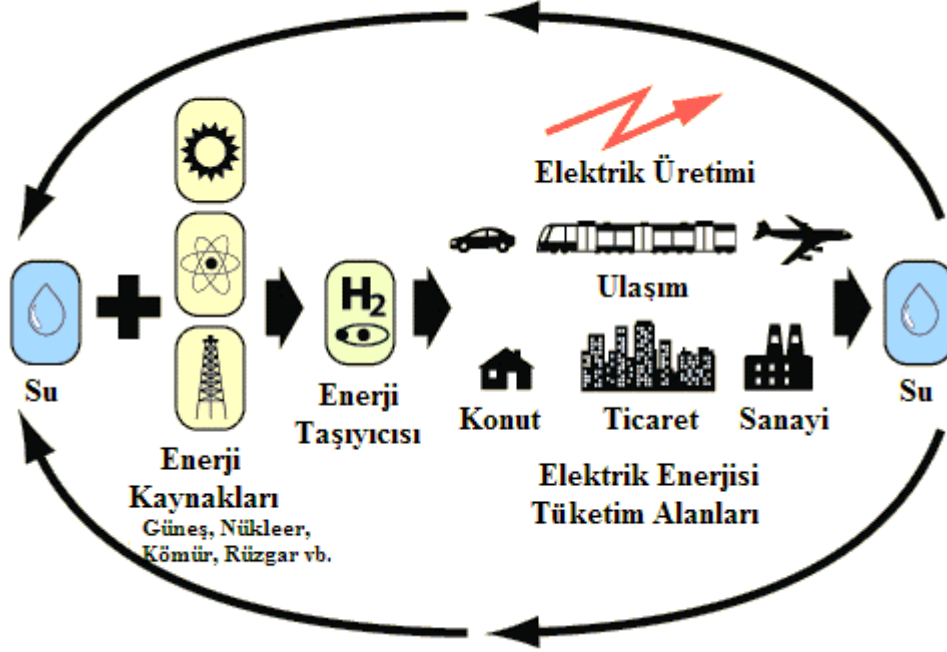 Elektrik Üretimi
Ulaşım
H2
Su
Su
Enerji
Taşıyıcısı
Konut
Ticaret
Sanayi
Enerji
Kaynakları
Güneş, Nükleer,
Kömür, Rüzgar vb.
Elektrik Enerjisi
Tüketim Alanları